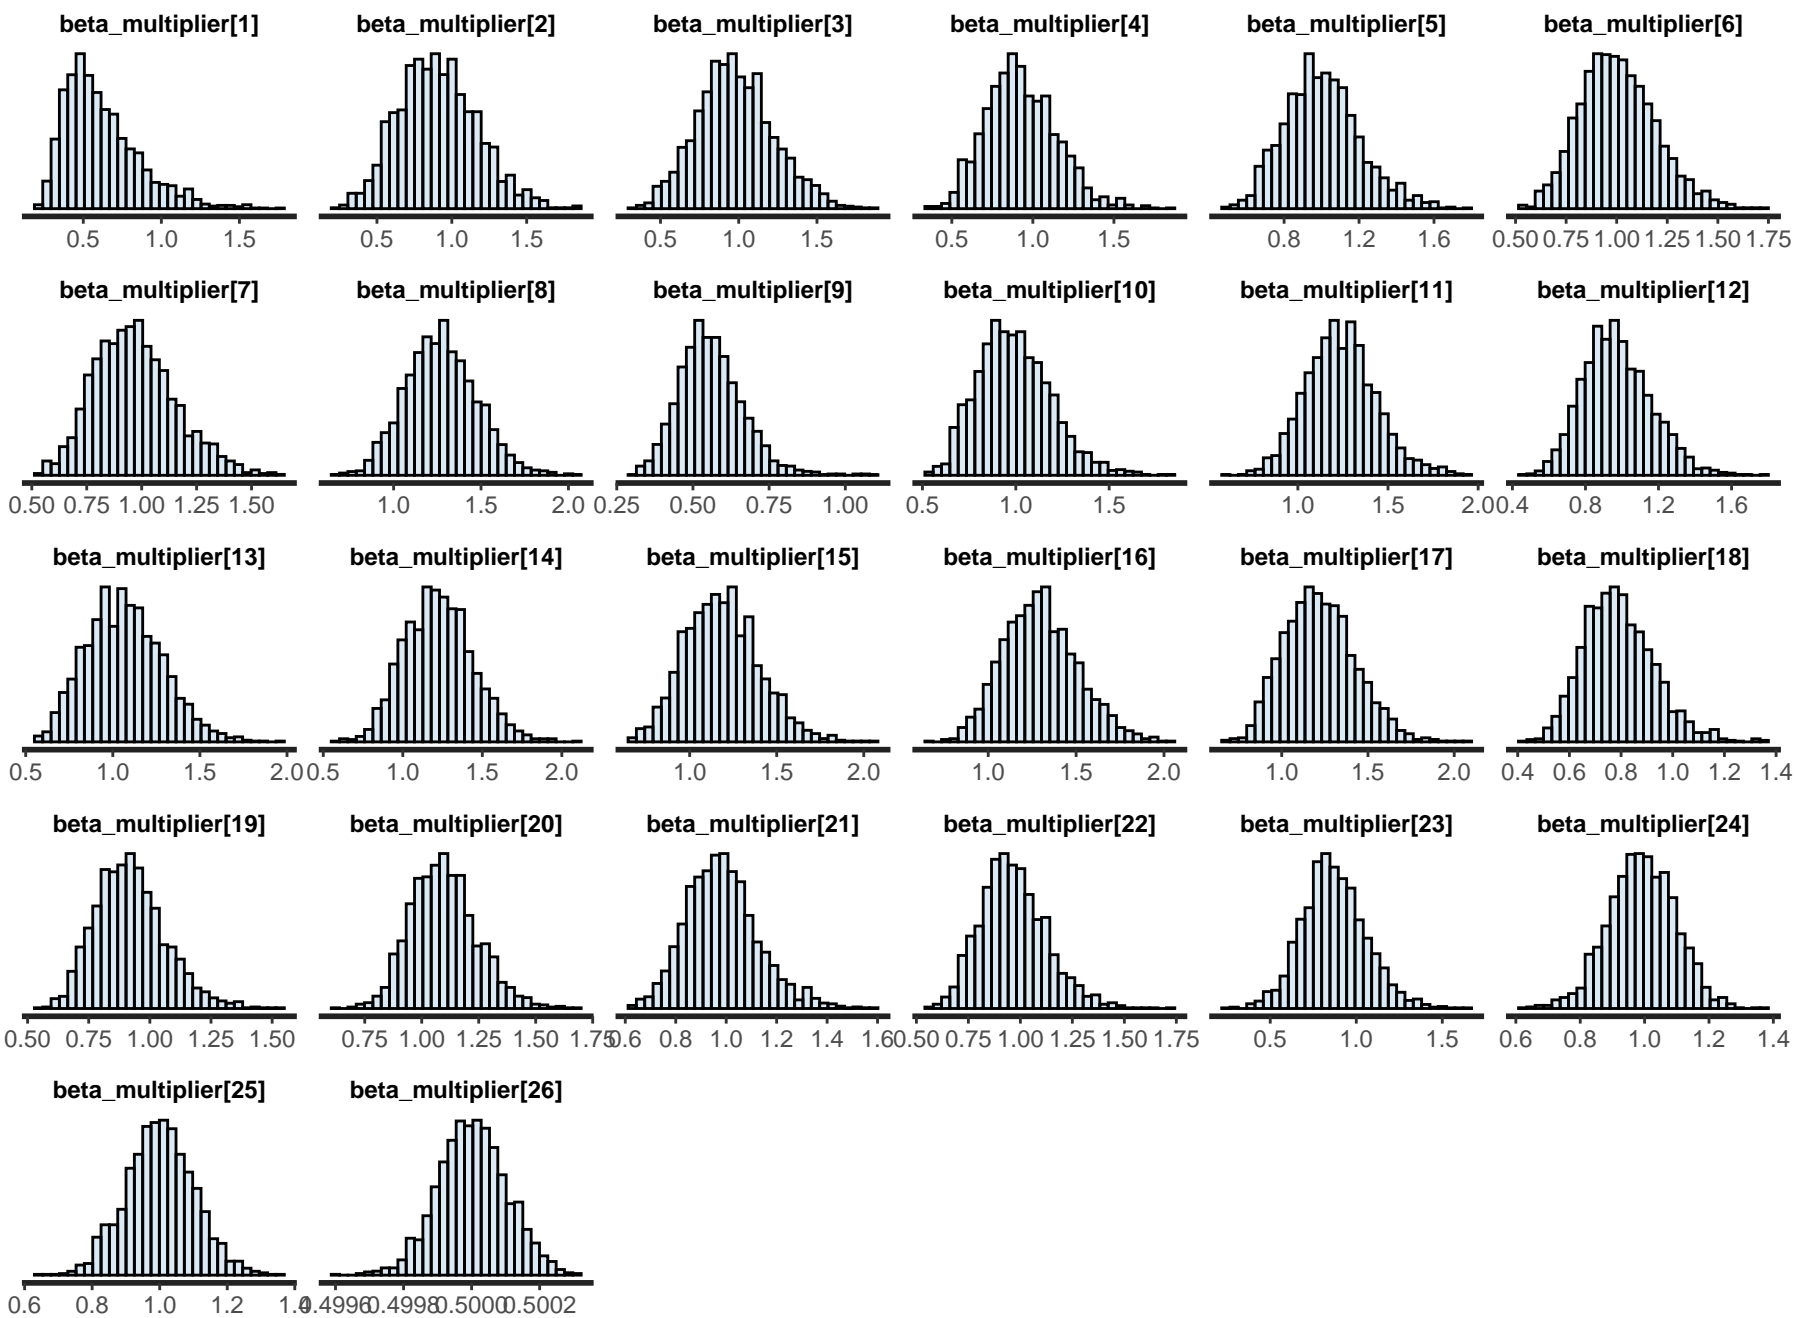 beta_multiplier[1] beta_multiplier[2] beta_multiplier[3] beta_multiplier[4] beta_multiplier[5] beta_multiplier[6]
0.5 1.0 1.5 0.5 1.0 1.5 0.5 1.0 1.5 0.5 1.0 1.5 0.8 1.2 1.6 0.50 0.75 1.00 1.25 1.50 1.75
beta_multiplier[7] beta_multiplier[8] beta_multiplier[9] beta_multiplier[10] beta_multiplier[11] beta_multiplier[12]
0.50 0.75 1.00 1.25 1.50 1.0 1.5 2.0 0.25 0.50 0.75 1.00 0.5 1.0 1.5 1.0 1.5 2.0 0.4 0.8 1.2 1.6
beta_multiplier[13] beta_multiplier[14] beta_multiplier[15] beta_multiplier[16] beta_multiplier[17] beta_multiplier[18]
0.5 1.0 1.5 2.0 0.5 1.0 1.5 2.0 1.0 1.5 2.0 1.0 1.5 2.0 1.0 1.5 2.0 0.4 0.6 0.8 1.0 1.2 1.4
beta_multiplier[19] beta_multiplier[20] beta_multiplier[21] beta_multiplier[22] beta_multiplier[23] beta_multiplier[24]
0.50 0.75 1.00 1.25 1.50 0.75 1.00 1.25 1.50 1.75 0.6 0.8 1.0 1.2 1.4 1.6 0.50 0.75 1.00 1.25 1.50 1.75 0.5 1.0 1.5 0.6 0.8 1.0 1.2 1.4
beta_multiplier[25] beta_multiplier[26]
0.6 0.8 1.0 1.2 1.4 0.4996 0.4998 0.5000 0.5002